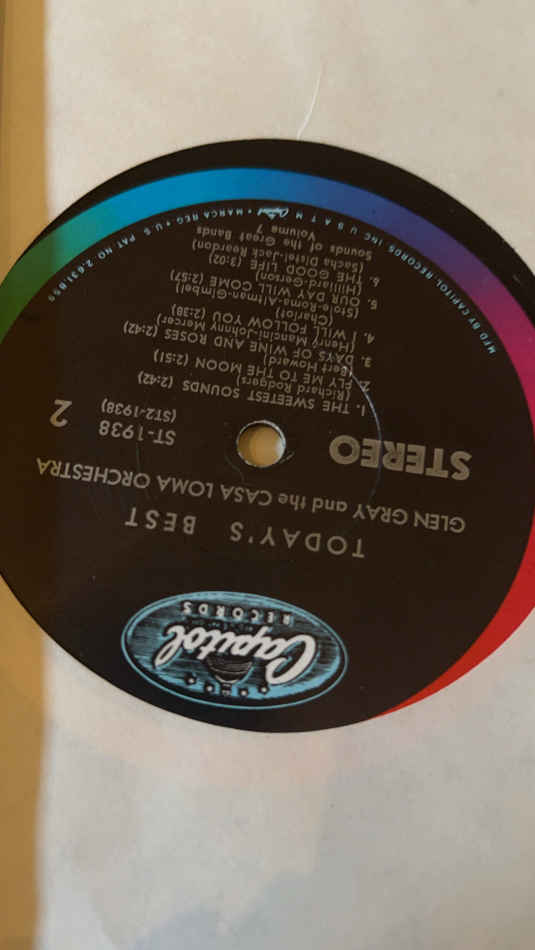 Capitol
RECORDS
TODAY'S BEST
GLEN GRAY and the CASA LOMA ORCHESTRA
STEREO
ST-1938
(ST2-1938)
2
1. THE SWEETEST SOUNDS (2:42)
(Richard Rodgers)
2. FLY ME TO THE MOON (2:51)
(Bart Howard)
3. DAYS OF WINE AND ROSES (2:42)
(Henry Mancini-Johnny Mercer)
4. I WILL FOLLOW YOU (2:38)
(Chariot)
(Stole-Roma-Altman-Gimbel)
5. OUR DAY WILL COME (2:57)
(Hilliard-Garson)
6. THE GOOD LIFE (3:02)
(Sacha Distel-Jack Reardon)
Sounds of the Great Bands
Volume 7
MFD BY CAPITOL RECORDS INC U S A T M Capitol • MARCA REG • U.S. PAT NO 2,631,859